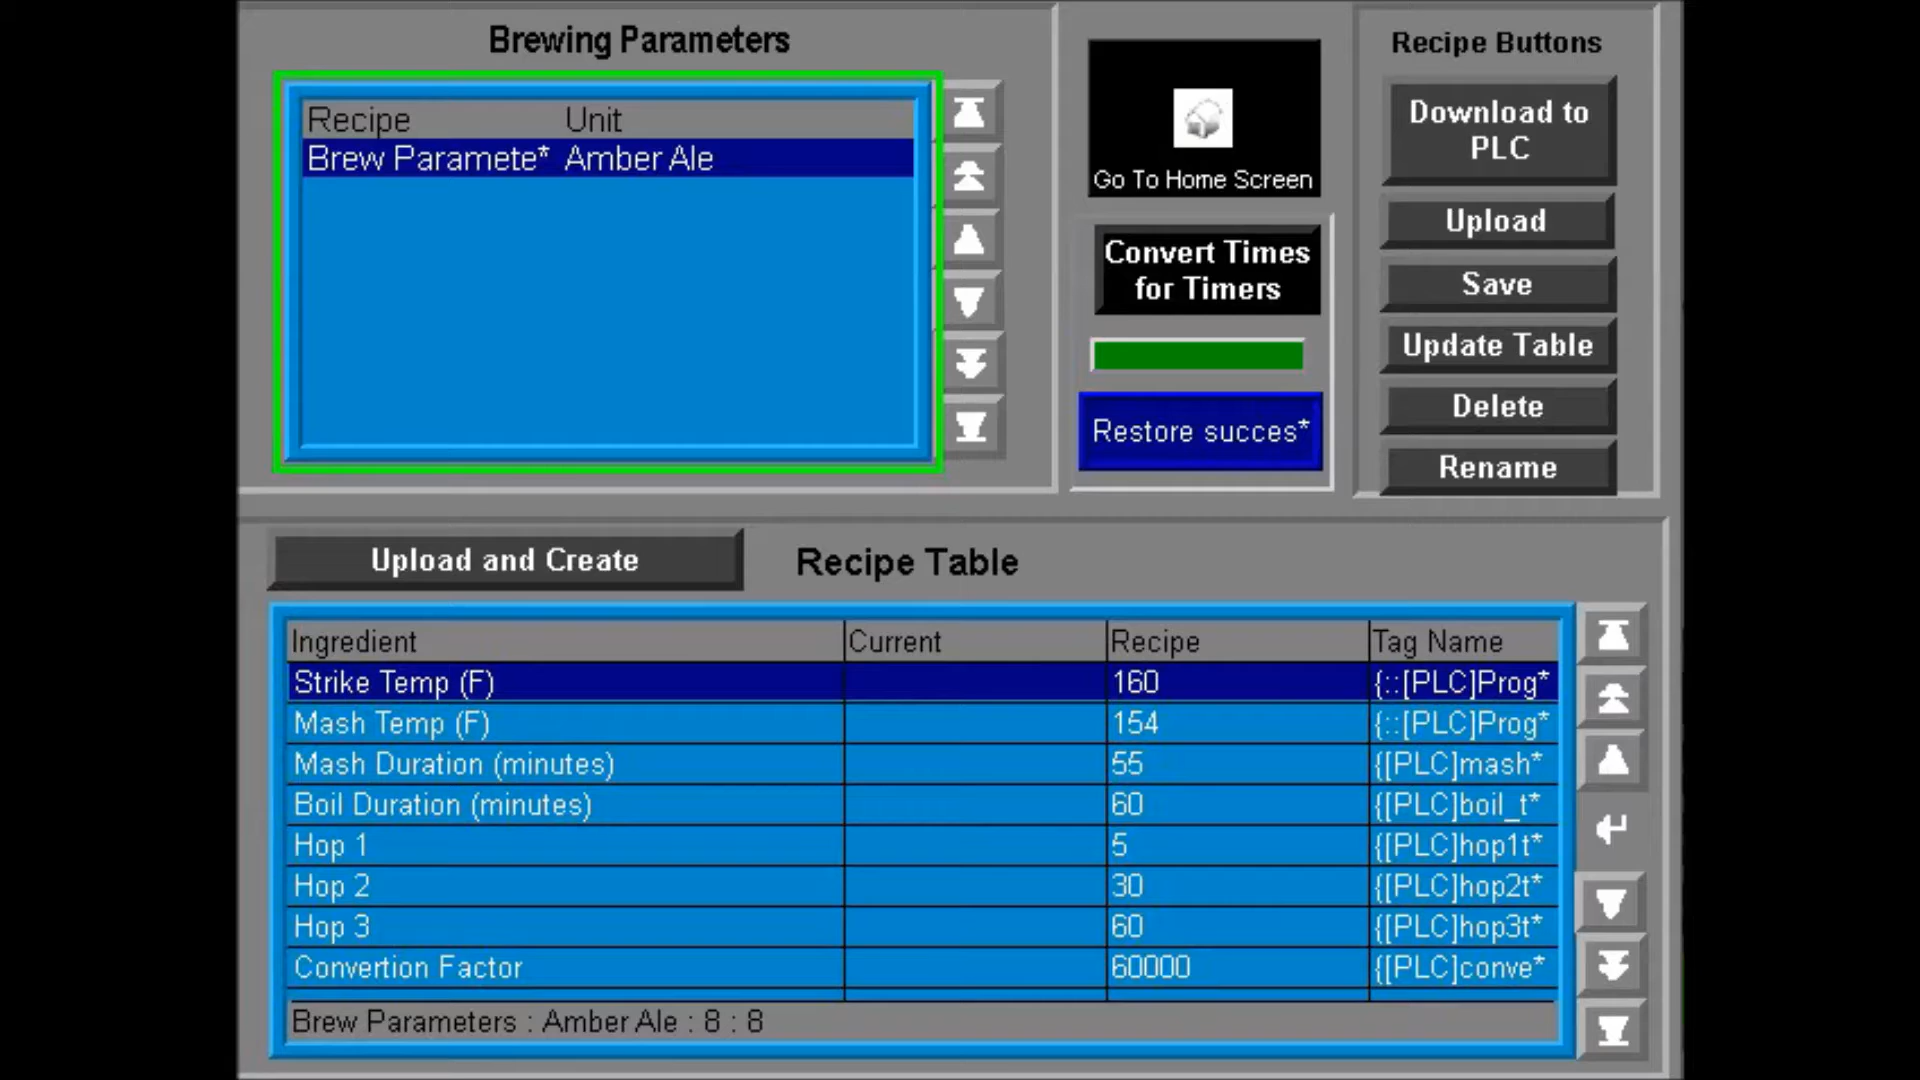 Brewing Parameters
Recipe Unit
Brew Paramete* Amber Ale
Go To Home Screen
Convert Times
for Timers
Restore succes*
Recipe Buttons
Download to
PLC
Upload
Save
Update Table
Delete
Rename
Upload and Create
Recipe Table
Ingredient Current Recipe Tag Name
Strike Temp (F) 160 {::[PLC]Prog*
Mash Temp (F) 154 {::[PLC]Prog*
Mash Duration (minutes) 55 {[PLC]mash*
Boil Duration (minutes) 60 {[PLC]boil_t*
Hop 1 5 {[PLC]hop1t*
Hop 2 30 {[PLC]hop2t*
Hop 3 60 {[PLC]hop3t*
Convertion Factor 60000 {[PLC]conve*
Brew Parameters : Amber Ale : 8 : 8